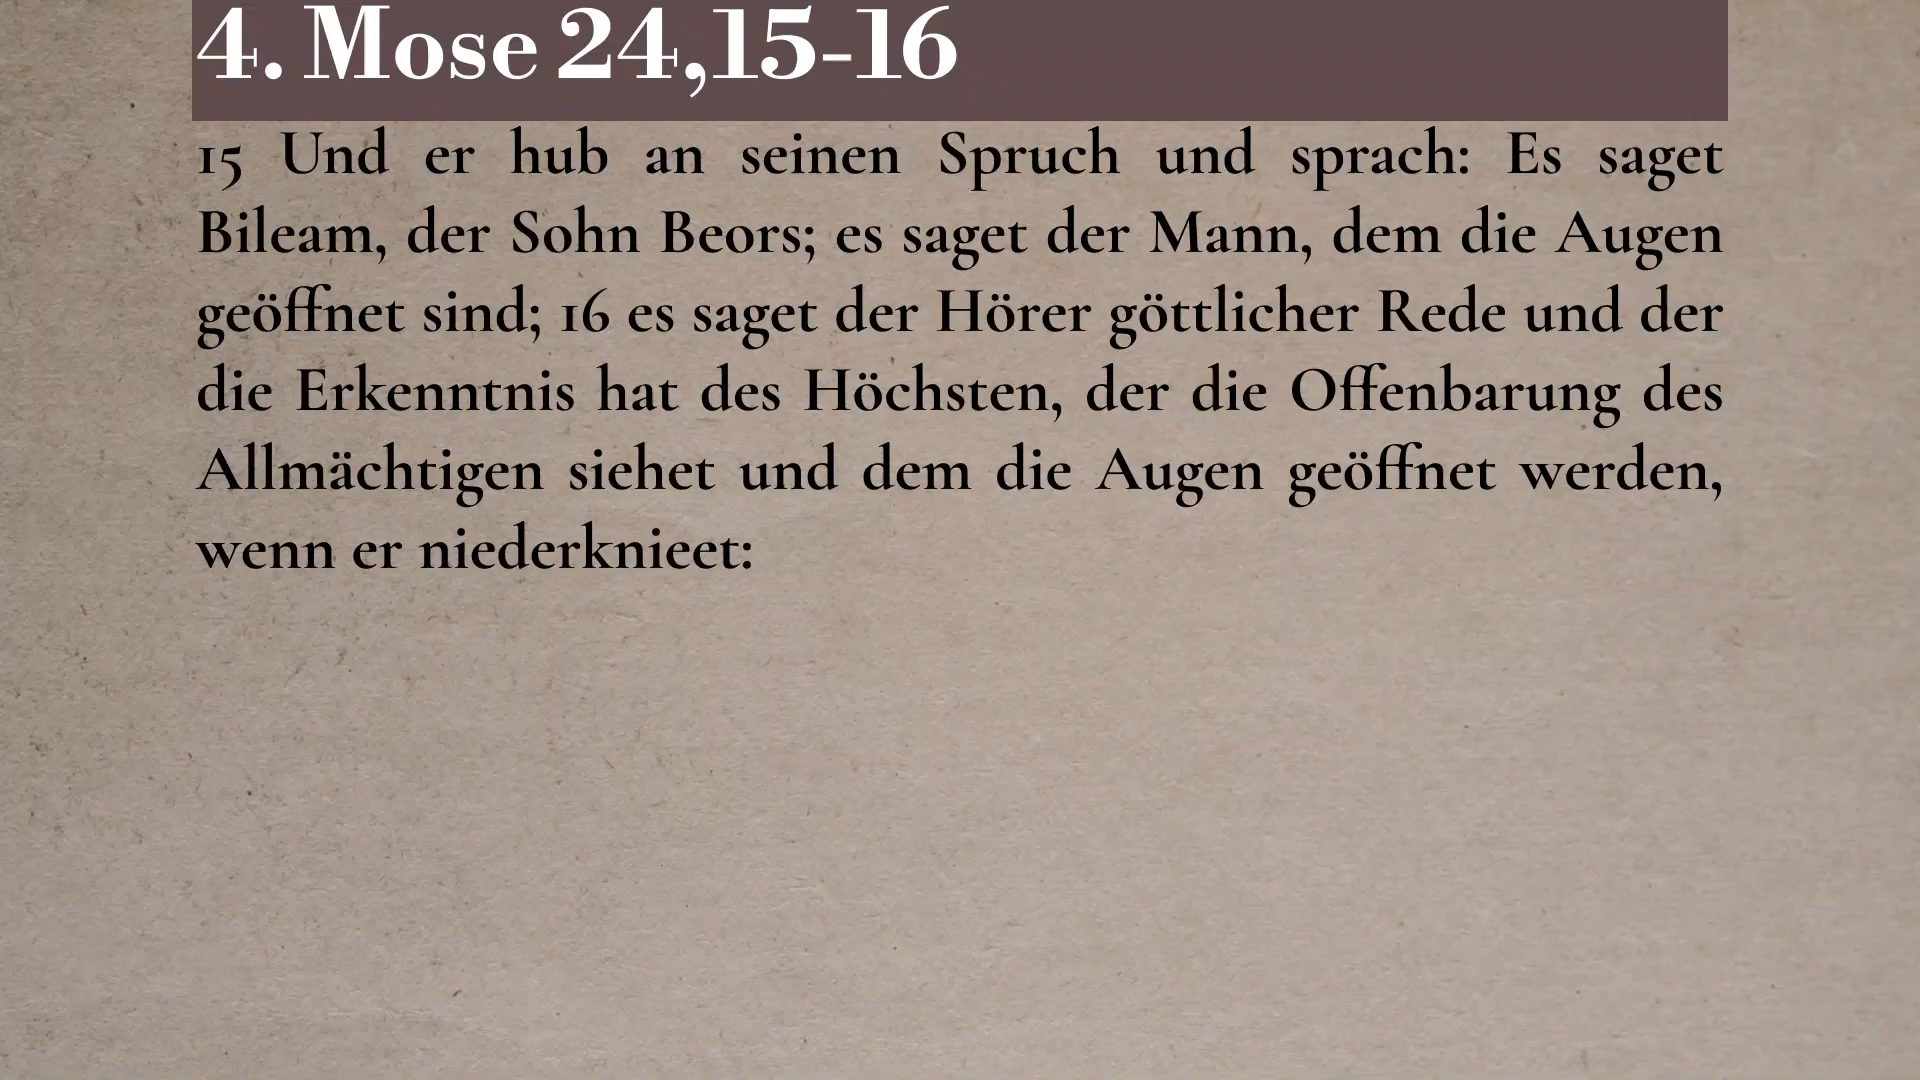 4. Mose 24,15-16
15 Und er hub an seinen Spruch und sprach: Es saget
Bileam, der Sohn Beors; es saget der Mann, dem die Augen
geöffnet sind; 16 es saget der Hörer göttlicher Rede und der
die Erkenntnis hat des Höchsten, der die Offenbarung des
Allmächtigen siehet und dem die Augen geöffnet werden,
wenn er niederknieet: